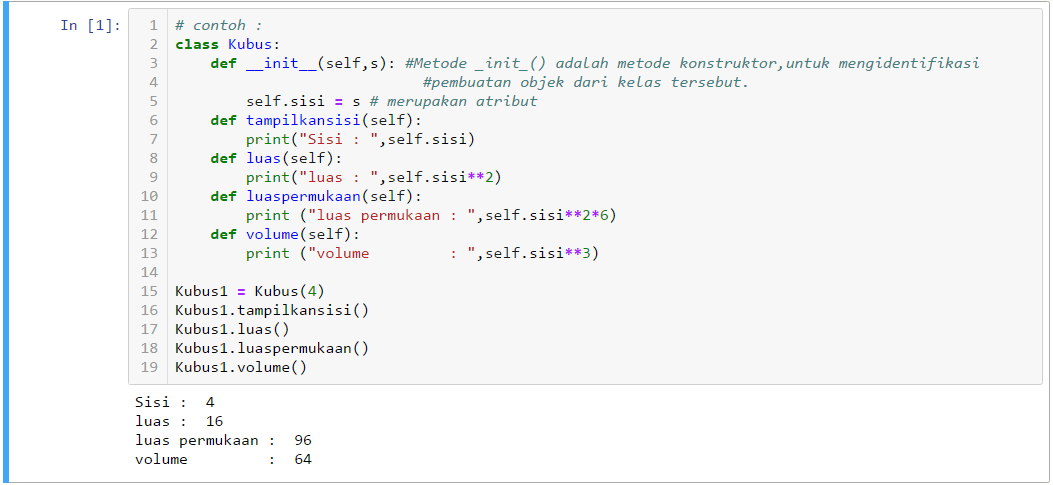 In [1]:
1 # contoh :
2 class Kubus:
3     def __init__(self,s): #Metode _init_() adalah metode konstruktor,untuk mengidentifikasi
4                             #pembuatan objek dari kelas tersebut.
5         self.sisi = s # merupakan atribut
6     def tampilkansisi(self):
7         print("Sisi : ",self.sisi)
8     def luas(self):
9         print("luas : ",self.sisi**2)
10     def luaspermukaan(self):
11         print ("luas permukaan : ",self.sisi**2*6)
12     def volume(self):
13         print ("volume         : ",self.sisi**3)
14
15 Kubus1 = Kubus(4)
16 Kubus1.tampilkansisi()
17 Kubus1.luas()
18 Kubus1.luaspermukaan()
19 Kubus1.volume()
Sisi :  4
luas :  16
luas permukaan :  96
volume         :  64